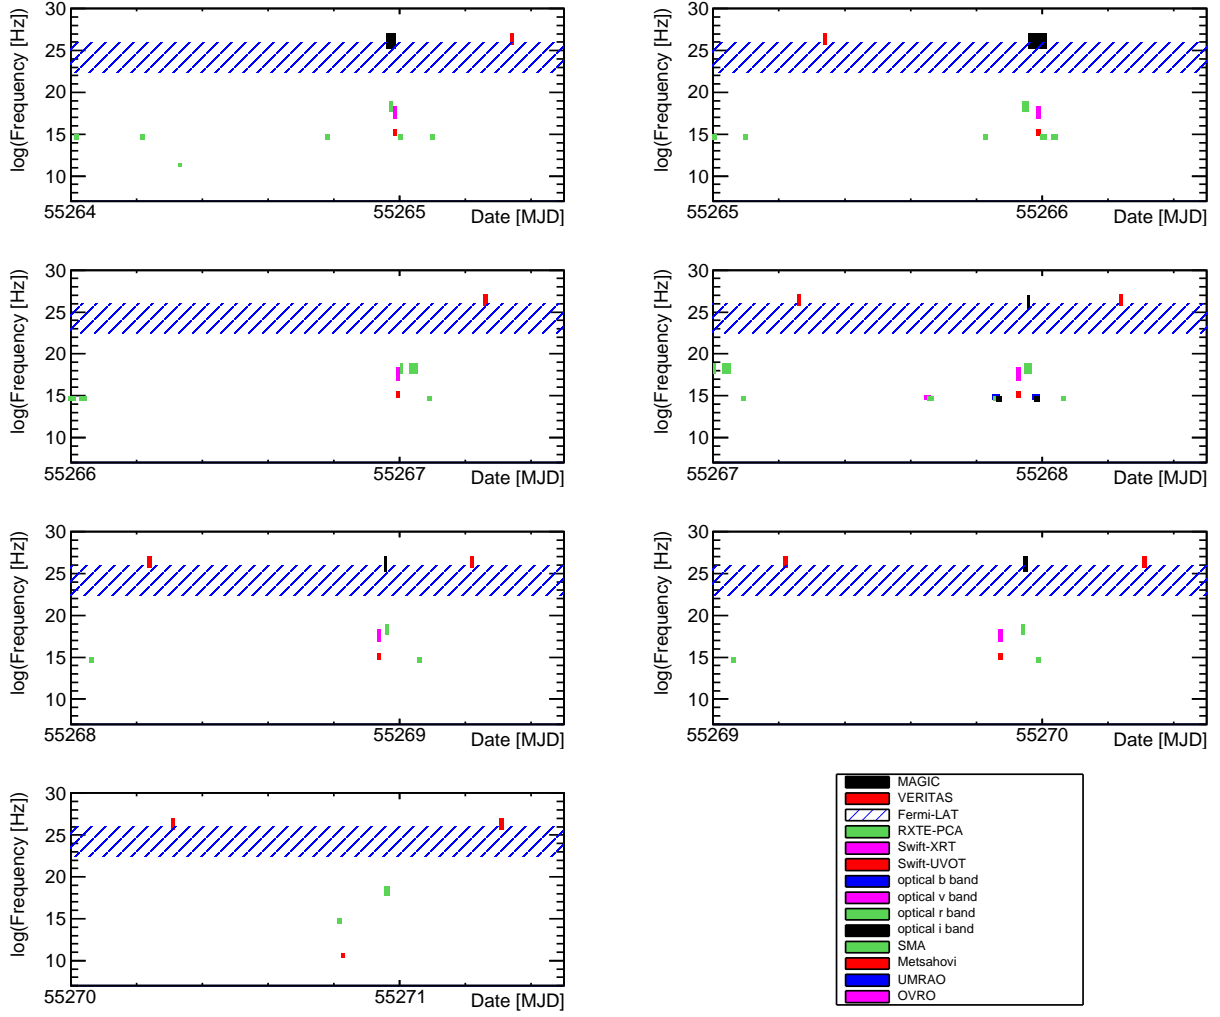 log(Frequency [Hz])
30
25
20
15
10
55264
55265
Date [MJD]
log(Frequency [Hz])
30
25
20
15
10
55265
55266
Date [MJD]
log(Frequency [Hz])
30
25
20
15
10
55266
55267
Date [MJD]
log(Frequency [Hz])
30
25
20
15
10
55267
55268
Date [MJD]
log(Frequency [Hz])
30
25
20
15
10
55268
55269
Date [MJD]
log(Frequency [Hz])
30
25
20
15
10
55269
55270
Date [MJD]
log(Frequency [Hz])
30
25
20
15
10
55270
55271
Date [MJD]
MAGIC
VERITAS
Fermi-LAT
RXTE-PCA
Swift-XRT
Swift-UVOT
optical b band
optical v band
optical r band
optical i band
SMA
Metsahovi
UMRAO
OVRO